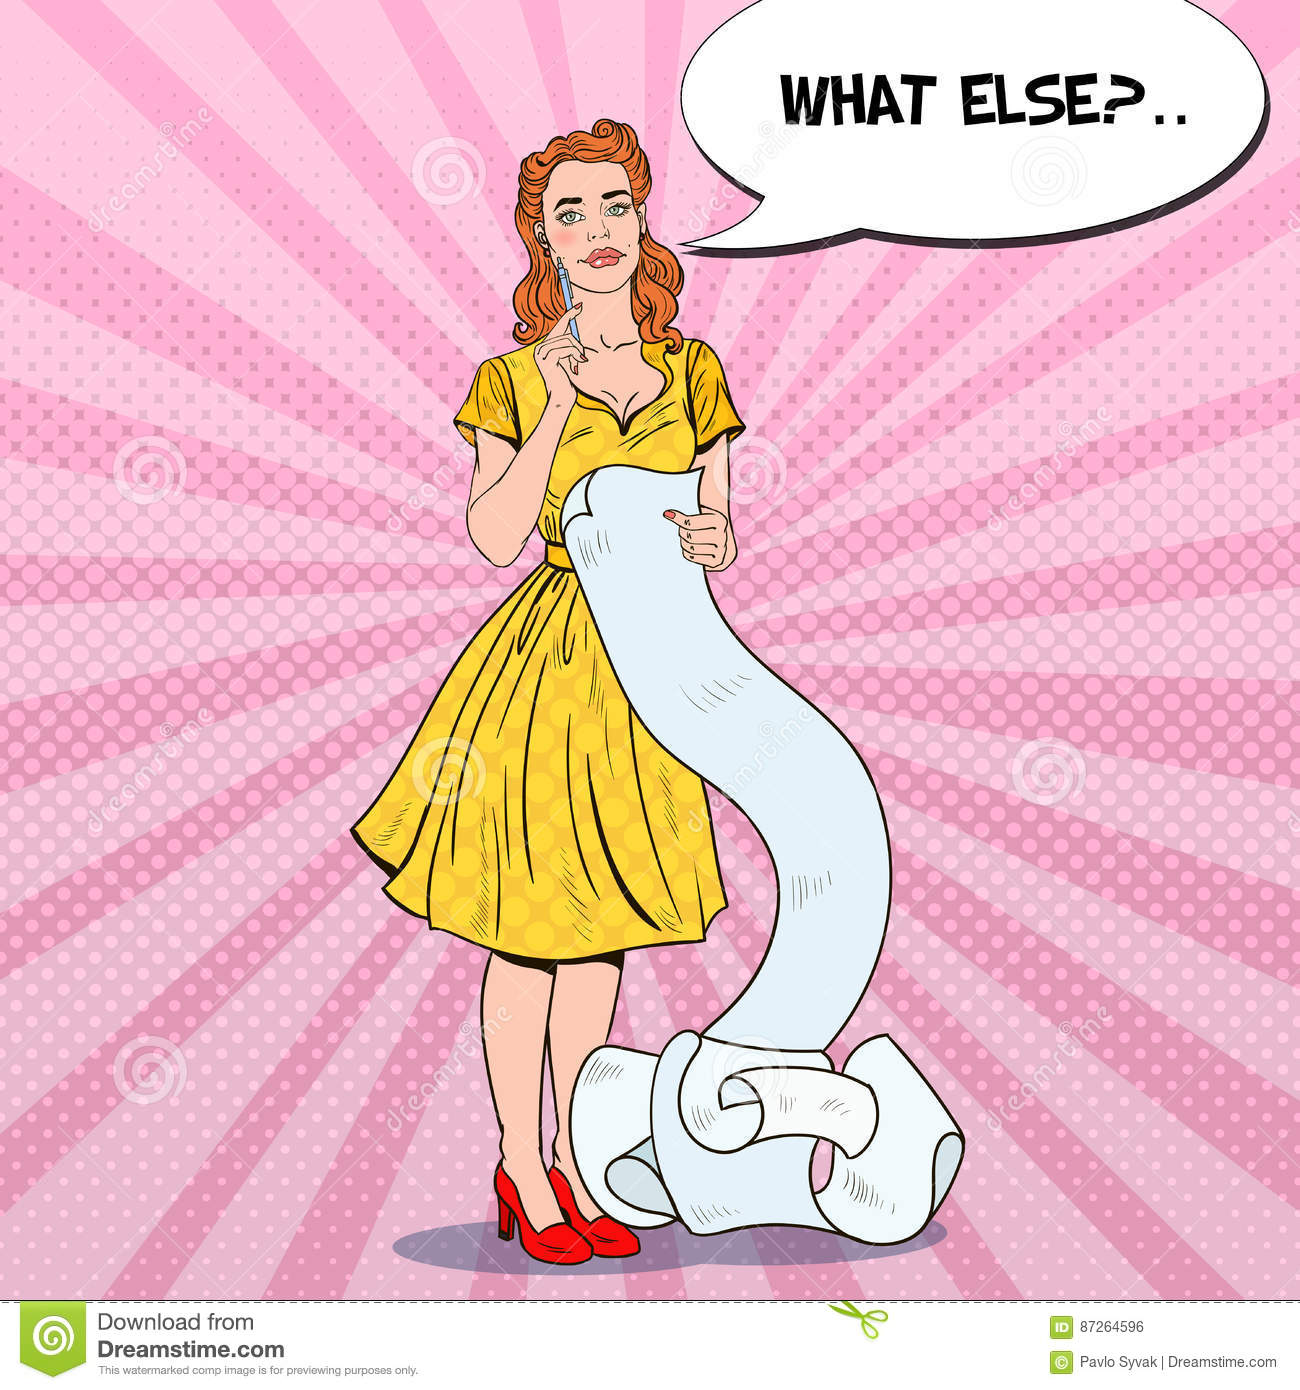 WHAT ELSE?..
Download from
Dreamstime.com
This watermarked comp image is for previewing purposes only.
ID 87264596
© Pavlo Syvak | Dreamstime.com
dreamstime